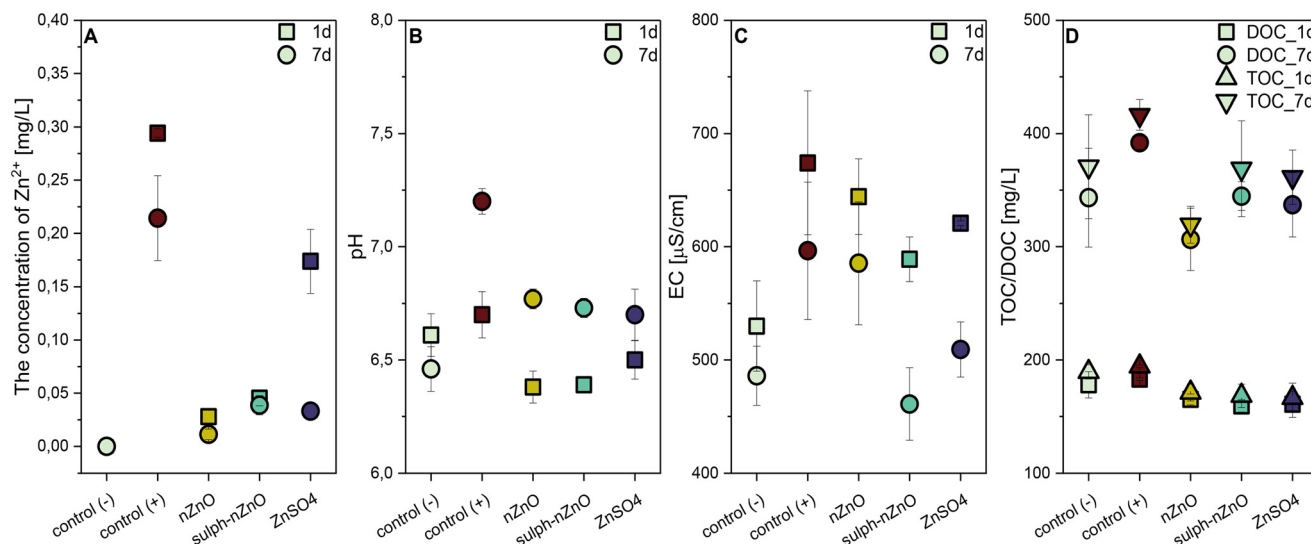 A
1d
7d
The concentration of Zn²⁺ [mg/L]
0,40
0,35
0,30
0,25
0,20
0,15
0,10
0,05
0,00
control (-)
control (+)
nZnO
sulph-nZnO
ZnSO4
B
1d
7d
pH
8,0
7,5
7,0
6,5
6,0
control (-)
control (+)
nZnO
sulph-nZnO
ZnSO4
C
1d
7d
EC [µS/cm]
800
700
600
500
400
control (-)
control (+)
nZnO
sulph-nZnO
ZnSO4
D
DOC_1d
DOC_7d
TOC_1d
TOC_7d
TOC/DOC [mg/L]
500
400
300
200
100
control (-)
control (+)
nZnO
sulph-nZnO
ZnSO4